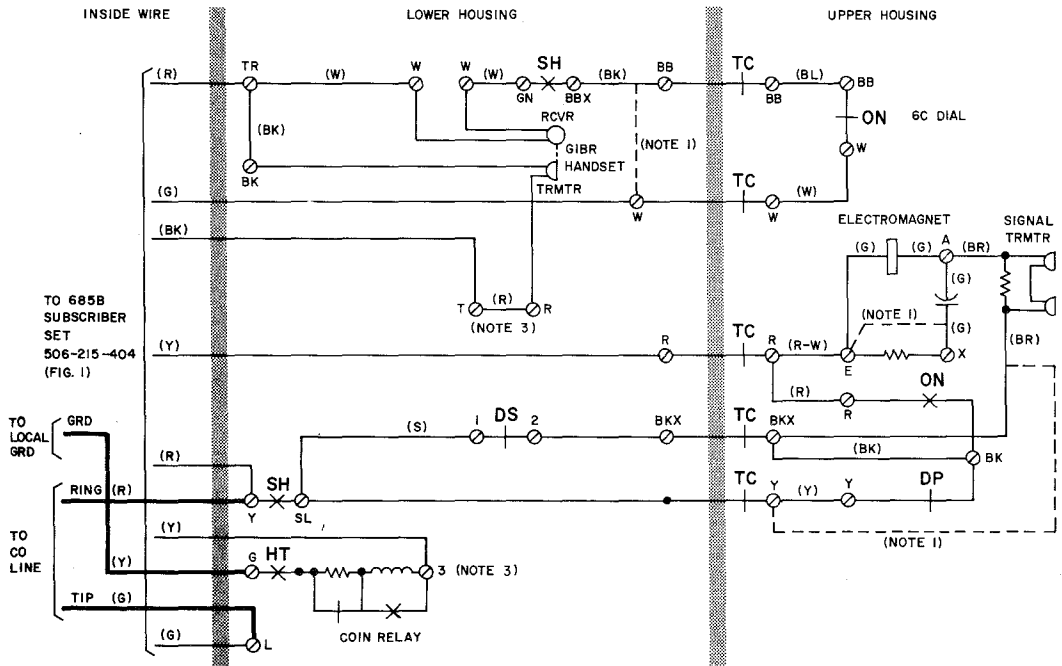 INSIDE WIRE
LOWER HOUSING
UPPER HOUSING
(R)
TR
(W)
W
W
(W)
SH
GN
BBX
(BK)
BB
TC
BB
(BL)
BB
ON
6C DIAL
W
RCVR
GIBR
HANDSET
TRMTR
(BK)
BK
(NOTE 1)
(G)
W
TC
W
(W)
(BK)
T
(R)
R
(NOTE 3)
ELECTROMAGNET
SIGNAL
TRMTR
(G)
(G)
A
(BR)
(G)
(NOTE 1)
(G)
(BR)
TO 685B
SUBSCRIBER
SET
506-215-404
(FIG. 1)
(Y)
R
TC
R
(R-W)
E
X
(R)
R
ON
TO
LOCAL
GRD
GRD
(S)
1
DS
2
BKX
TC
BKX
(BK)
BK
(R)
RING
(R)
Y
SH
SL
TC
Y
(Y)
Y
DP
(NOTE 1)
TO
CO
LINE
(Y)
(Y)
G
HT
3
(NOTE 3)
COIN RELAY
TIP
(G)
(G)
L